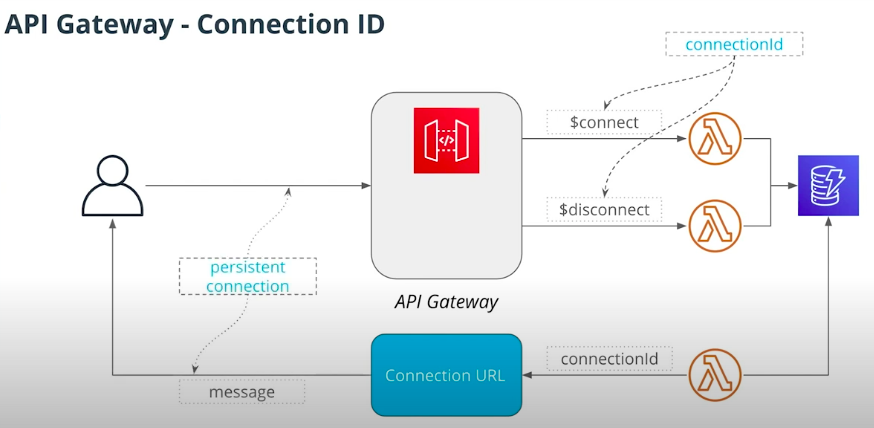 API Gateway - Connection ID
connectionId
$connect
</>
$disconnect
persistent
connection
API Gateway
Connection URL
connectionId
message